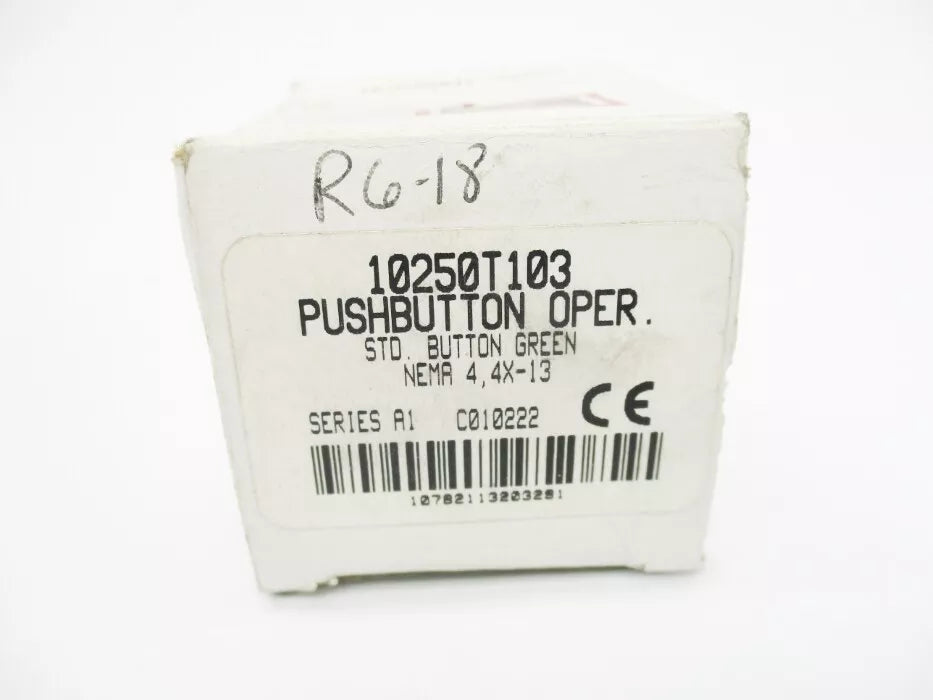 R6-18
10250T103
PUSHBUTTON OPER.
STD. BUTTON GREEN
NEMA 4,4X-13
SERIES A1 C010222 CE
10782113203281